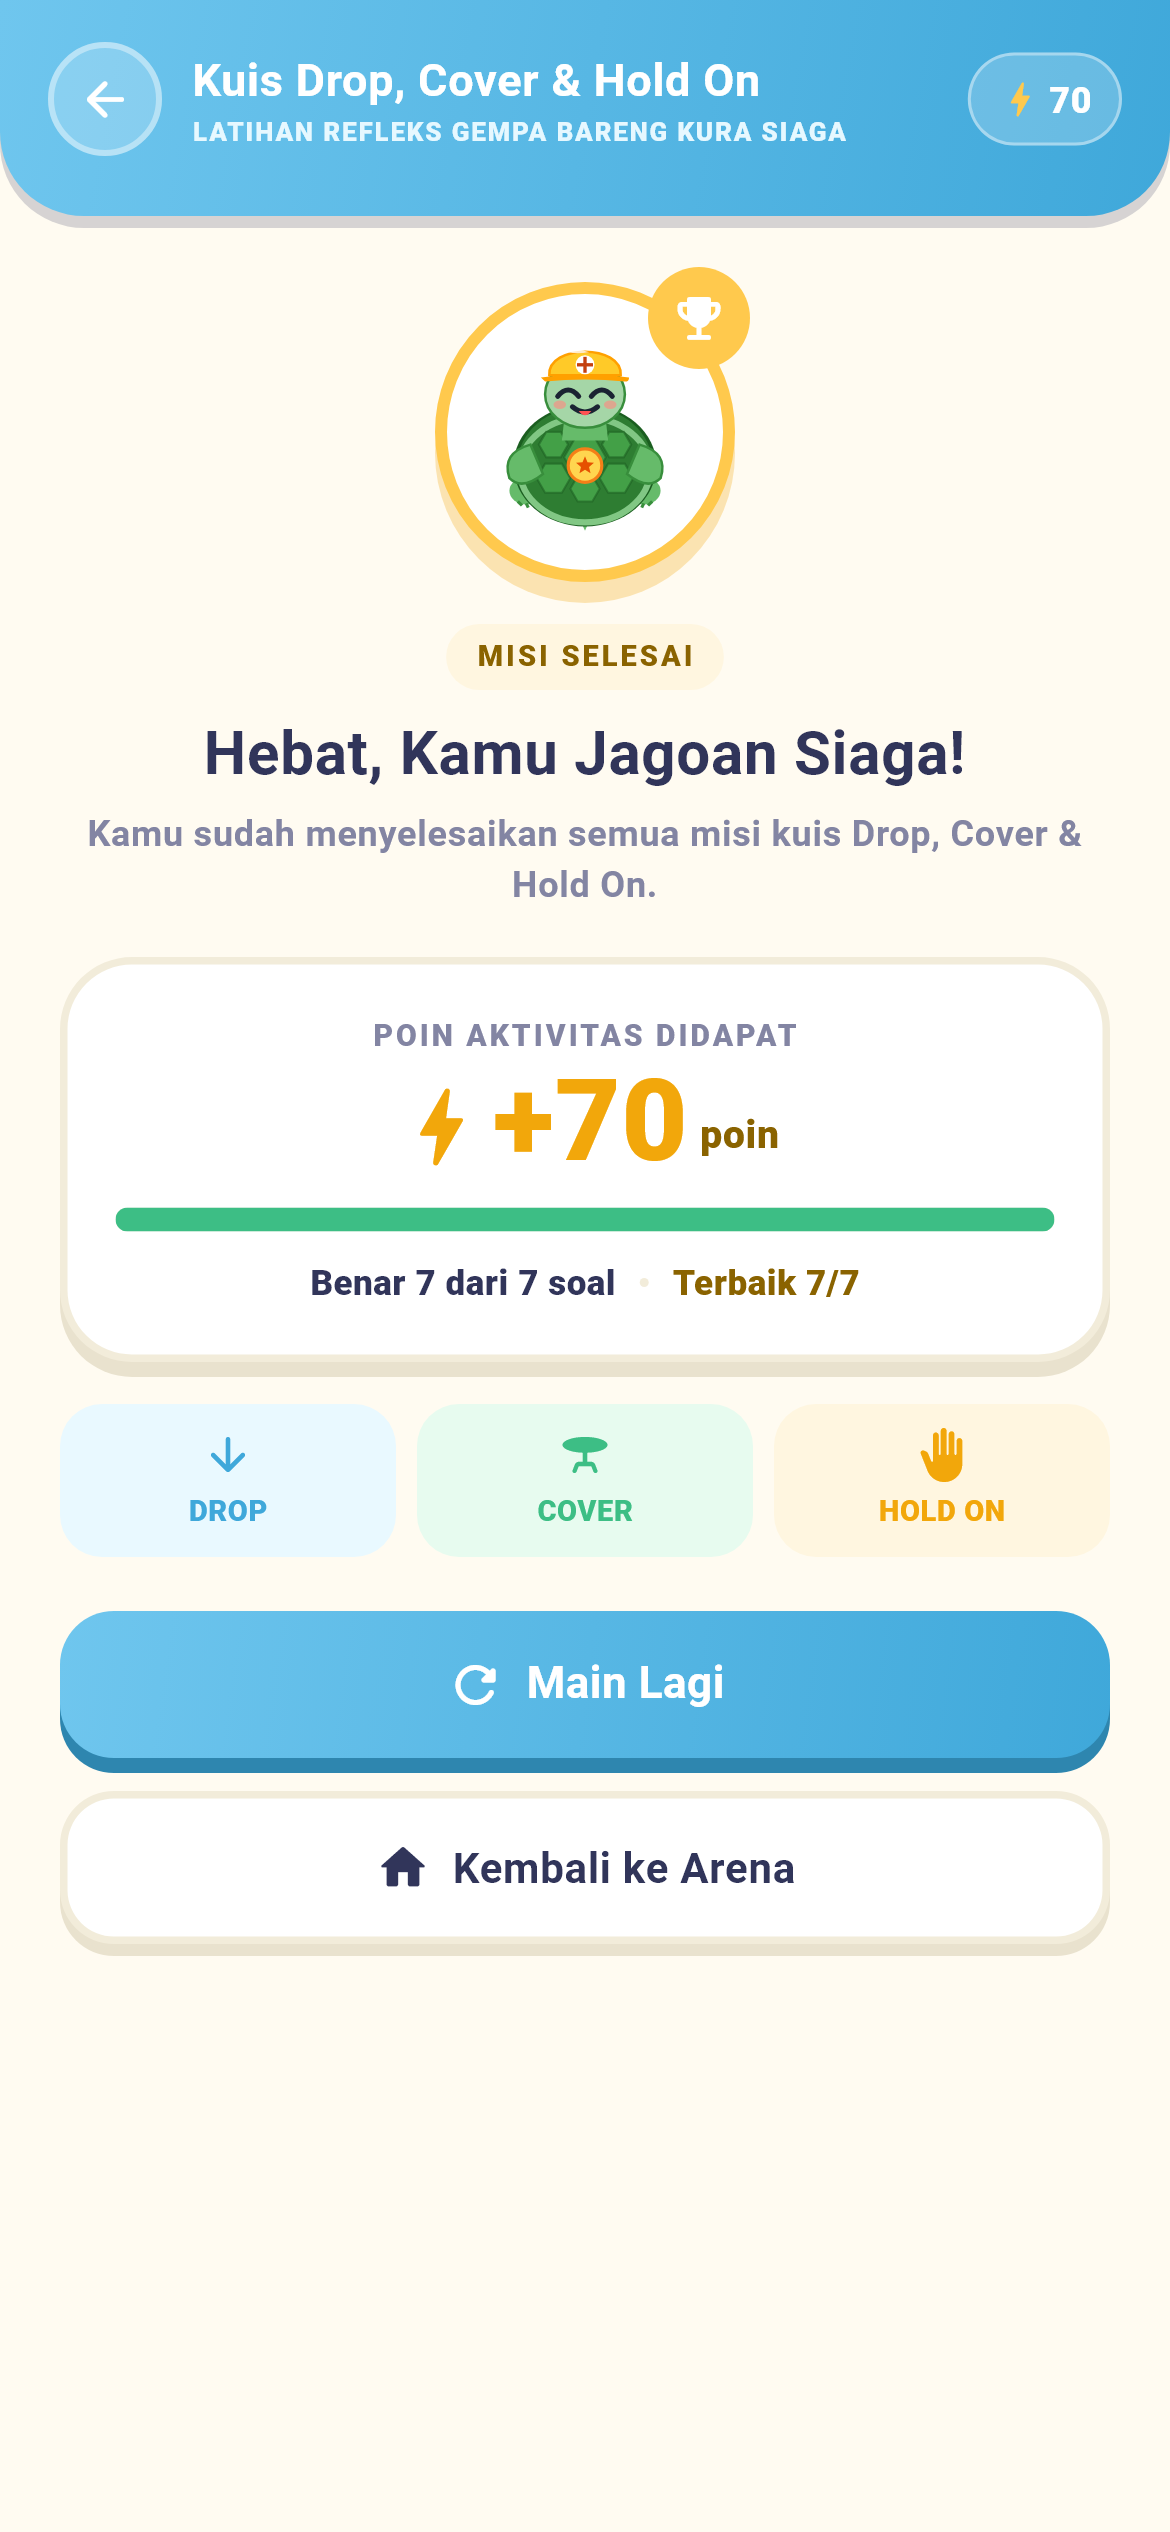 Kuis Drop, Cover & Hold On
LATIHAN REFLEKS GEMPA BARENG KURA SIAGA
70
MISI SELESAI
Hebat, Kamu Jagoan Siaga!
Kamu sudah menyelesaikan semua misi kuis Drop, Cover &
Hold On.
POIN AKTIVITAS DIDAPAT
+70 poin
Benar 7 dari 7 soal • Terbaik 7/7
DROP
COVER
HOLD ON
Main Lagi
Kembali ke Arena